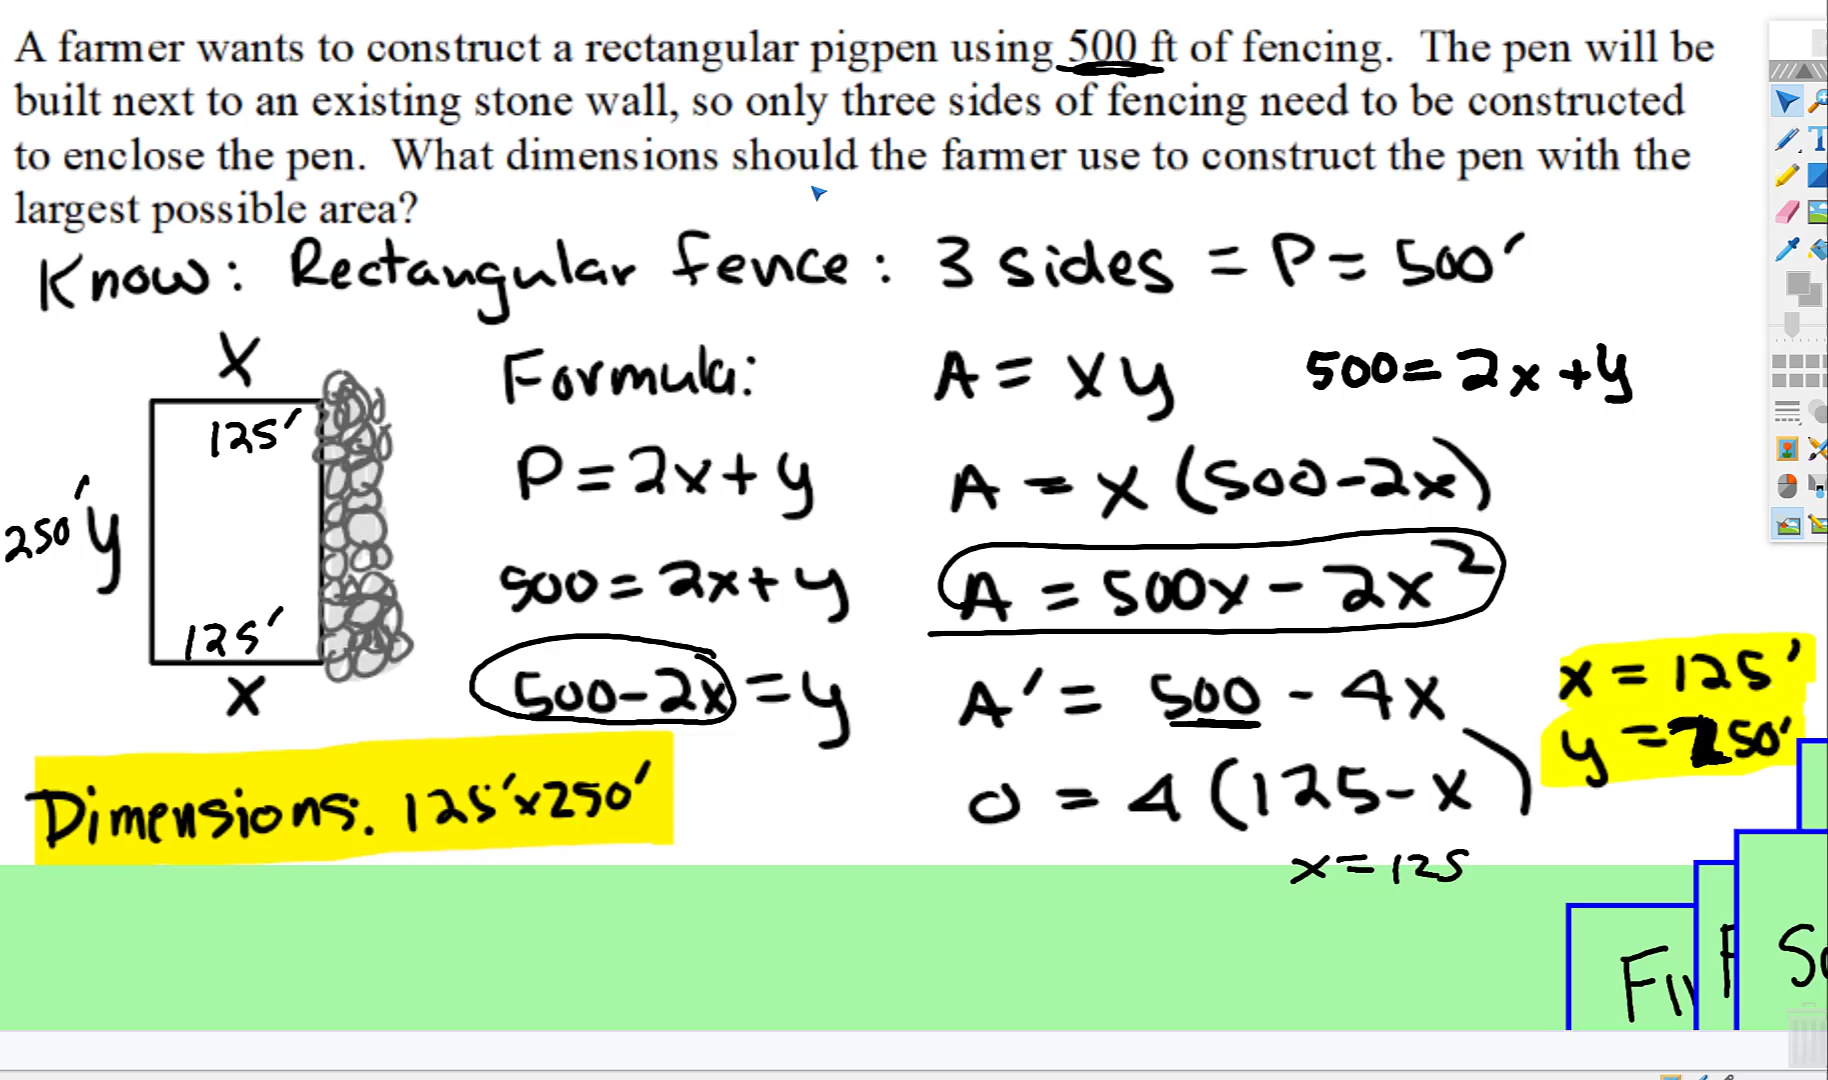 A farmer wants to construct a rectangular pigpen using 500 ft of fencing. The pen will be
built next to an existing stone wall, so only three sides of fencing need to be constructed
to enclose the pen. What dimensions should the farmer use to construct the pen with the
largest possible area?
Know: Rectangular fence: 3 sides = P = 500'
X
125'
250' y
125'
X
Formula:
P = 2x + y
500 = 2x + y
500 - 2x = y
A = xy
500 = 2x + y
A = x (500 - 2x)
A = 500x - 2x²
A' = 500 - 4x
0 = 4 (125 - x)
x = 125
x = 125'
y = 250'
Dimensions: 125' x 250'